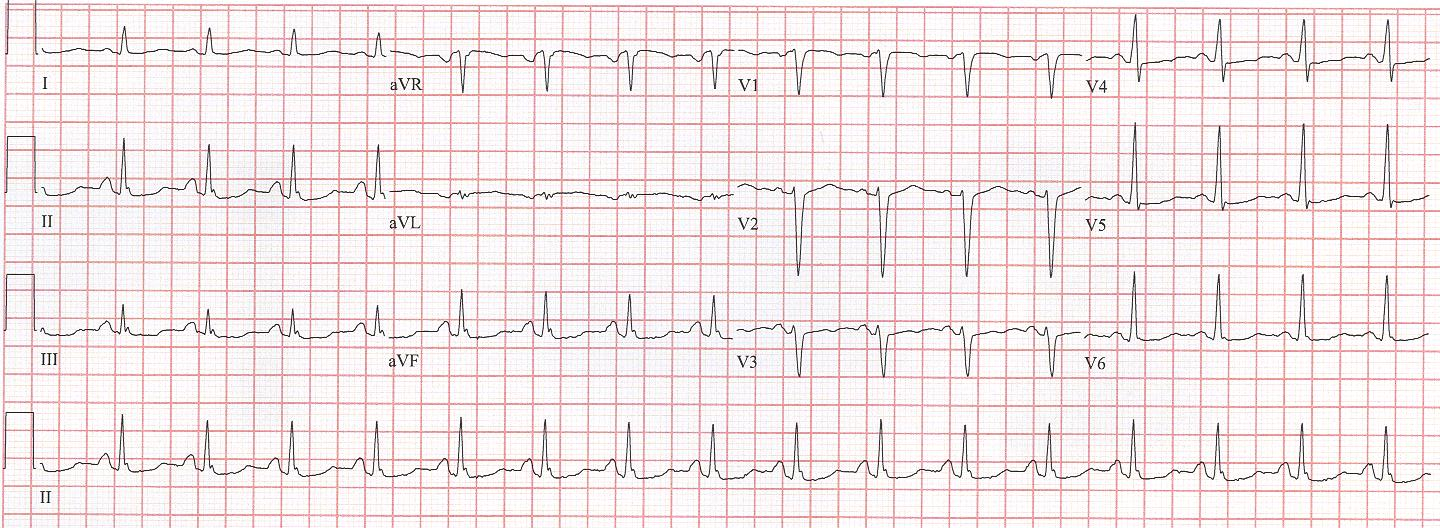 I aVR V1 V4
II aVL V2 V5
III aVF V3 V6
II